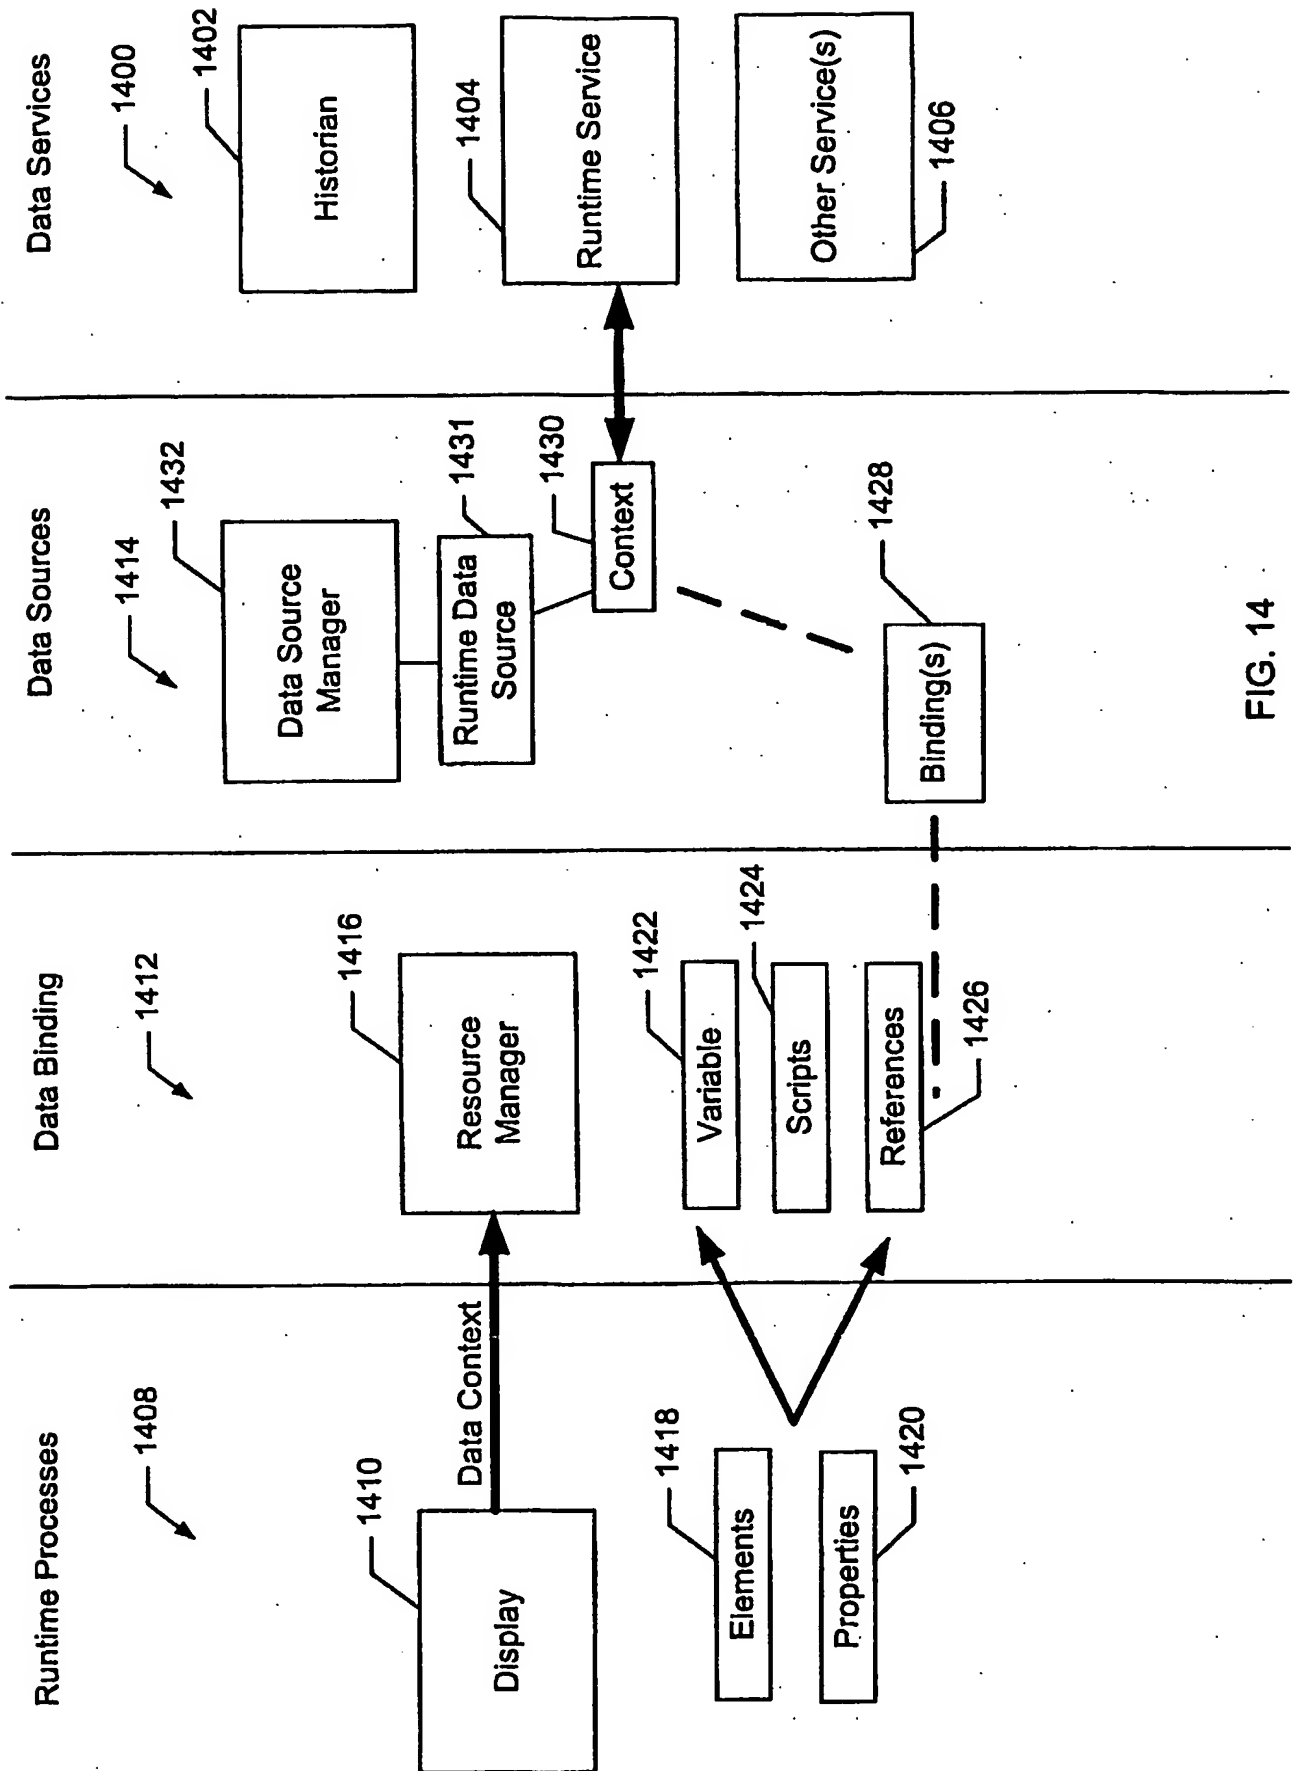 Runtime Processes
1408
1410
Display
Data Context
Elements
1418
Properties
1420
Data Binding
1412
1416
Resource
Manager
1422
Variable
1424
Scripts
References
1426
Data Sources
1414
1432
Data Source
Manager
1431
Runtime Data
Source
1430
Context
1428
Binding(s)
Data Services
1400
1402
Historian
1404
Runtime Service
Other Service(s)
1406
FIG. 14